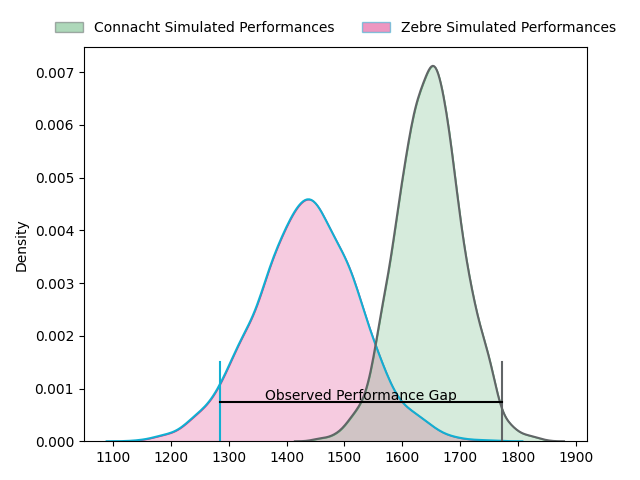 Connacht Simulated Performances Zebre Simulated Performances
0.007
0.006
0.005
0.004
0.003
0.002
0.001
0.000
Density
Observed Performance Gap
1100 1200 1300 1400 1500 1600 1700 1800 1900